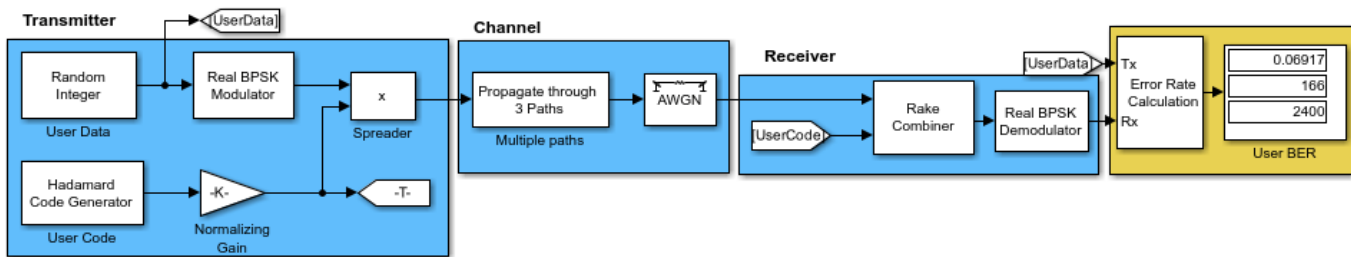 Transmitter
[UserData]
Random
Integer
User Data
Real BPSK
Modulator
x
Spreader
Hadamard
Code Generator
User Code
-K-
Normalizing
Gain
-T-
Channel
Propagate through
3 Paths
Multiple paths
AWGN
Receiver
[UserCode]
Rake
Combiner
Real BPSK
Demodulator
[UserData]
Tx
Rx
Error Rate
Calculation
0.06917
166
2400
User BER